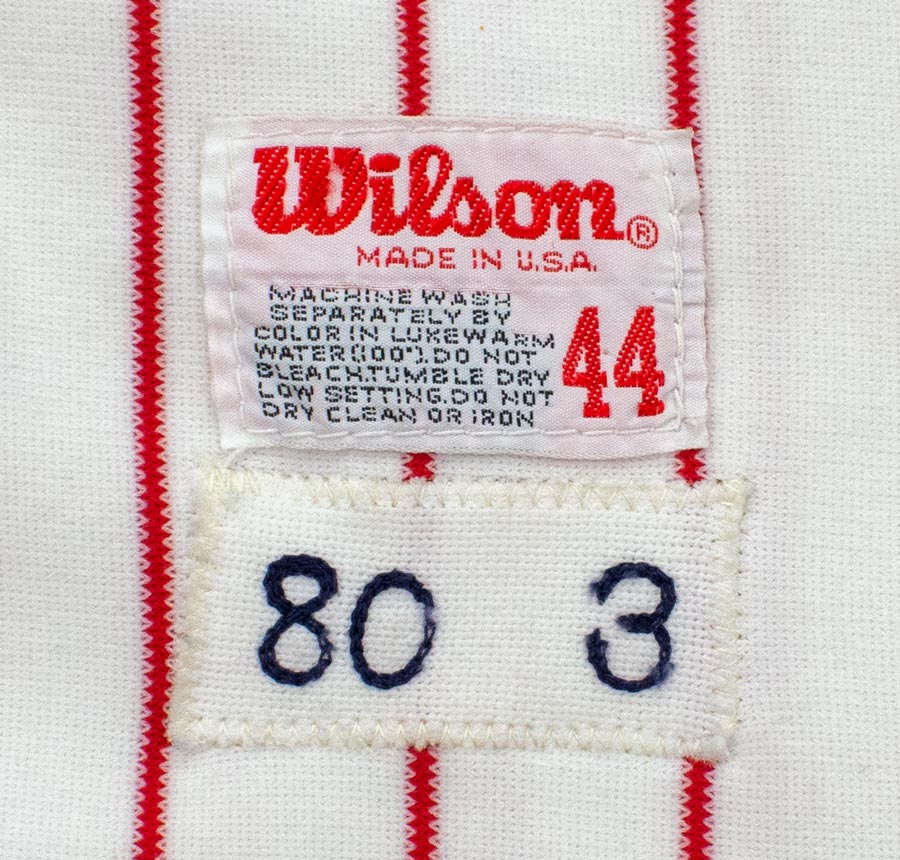 Wilson®
MADE IN U.S.A.
MACHINE WASH
SEPARATELY BY
COLOR IN LUKEWARM
WATER(100°).DO NOT
BLEACH.TUMBLE DRY
LOW SETTING.DO NOT
DRY CLEAN OR IRON
44
80 3